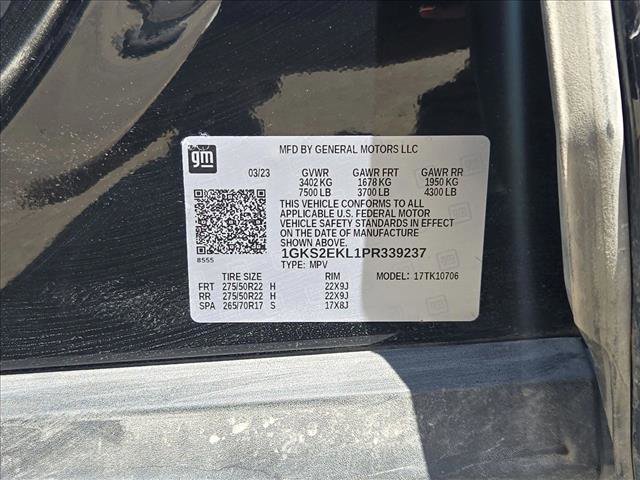 gm
MFD BY GENERAL MOTORS LLC
03/23 GVWR GAWR FRT GAWR RR
3402 KG 1678 KG 1950 KG
7500 LB 3700 LB 4300 LB
THIS VEHICLE CONFORMS TO ALL
APPLICABLE U.S. FEDERAL MOTOR
VEHICLE SAFETY STANDARDS IN EFFECT
ON THE DATE OF MANUFACTURE
SHOWN ABOVE.
1GKS2EKL1PR339237
8555 TYPE: MPV
TIRE SIZE RIM MODEL: 17TK10706
FRT 275/50R22 H 22X9J
RR 275/50R22 H 22X9J
SPA 265/70R17 S 17X8J